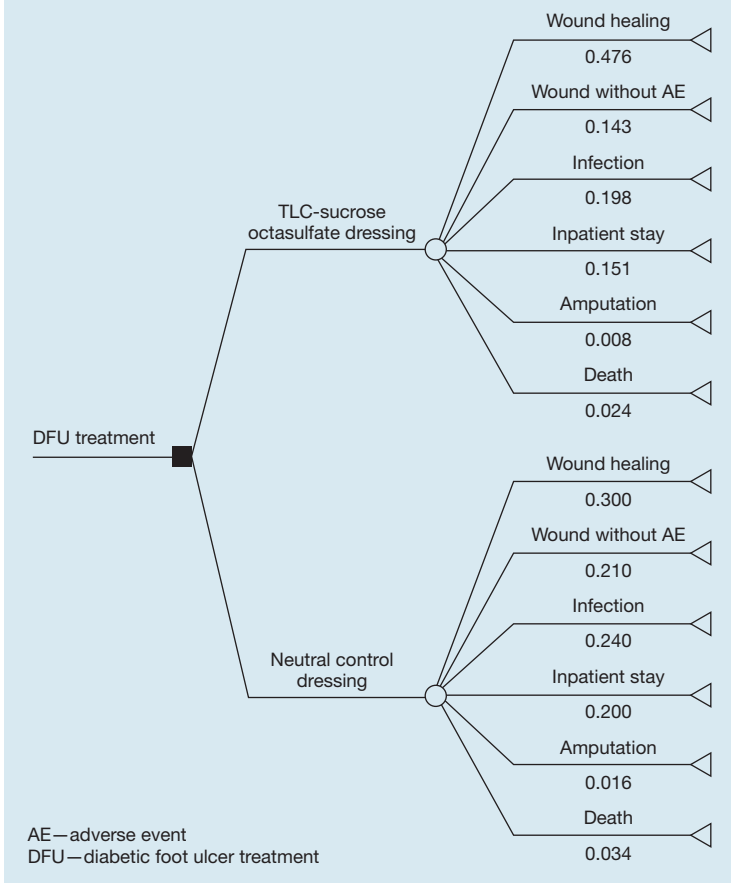 Wound healing
0.476
Wound without AE
0.143
Infection
0.198
TLC-sucrose
octasulfate dressing
Inpatient stay
0.151
Amputation
0.008
Death
0.024
DFU treatment
Wound healing
0.300
Wound without AE
0.210
Infection
0.240
Neutral control
dressing
Inpatient stay
0.200
Amputation
0.016
Death
0.034
AE—adverse event
DFU—diabetic foot ulcer treatment